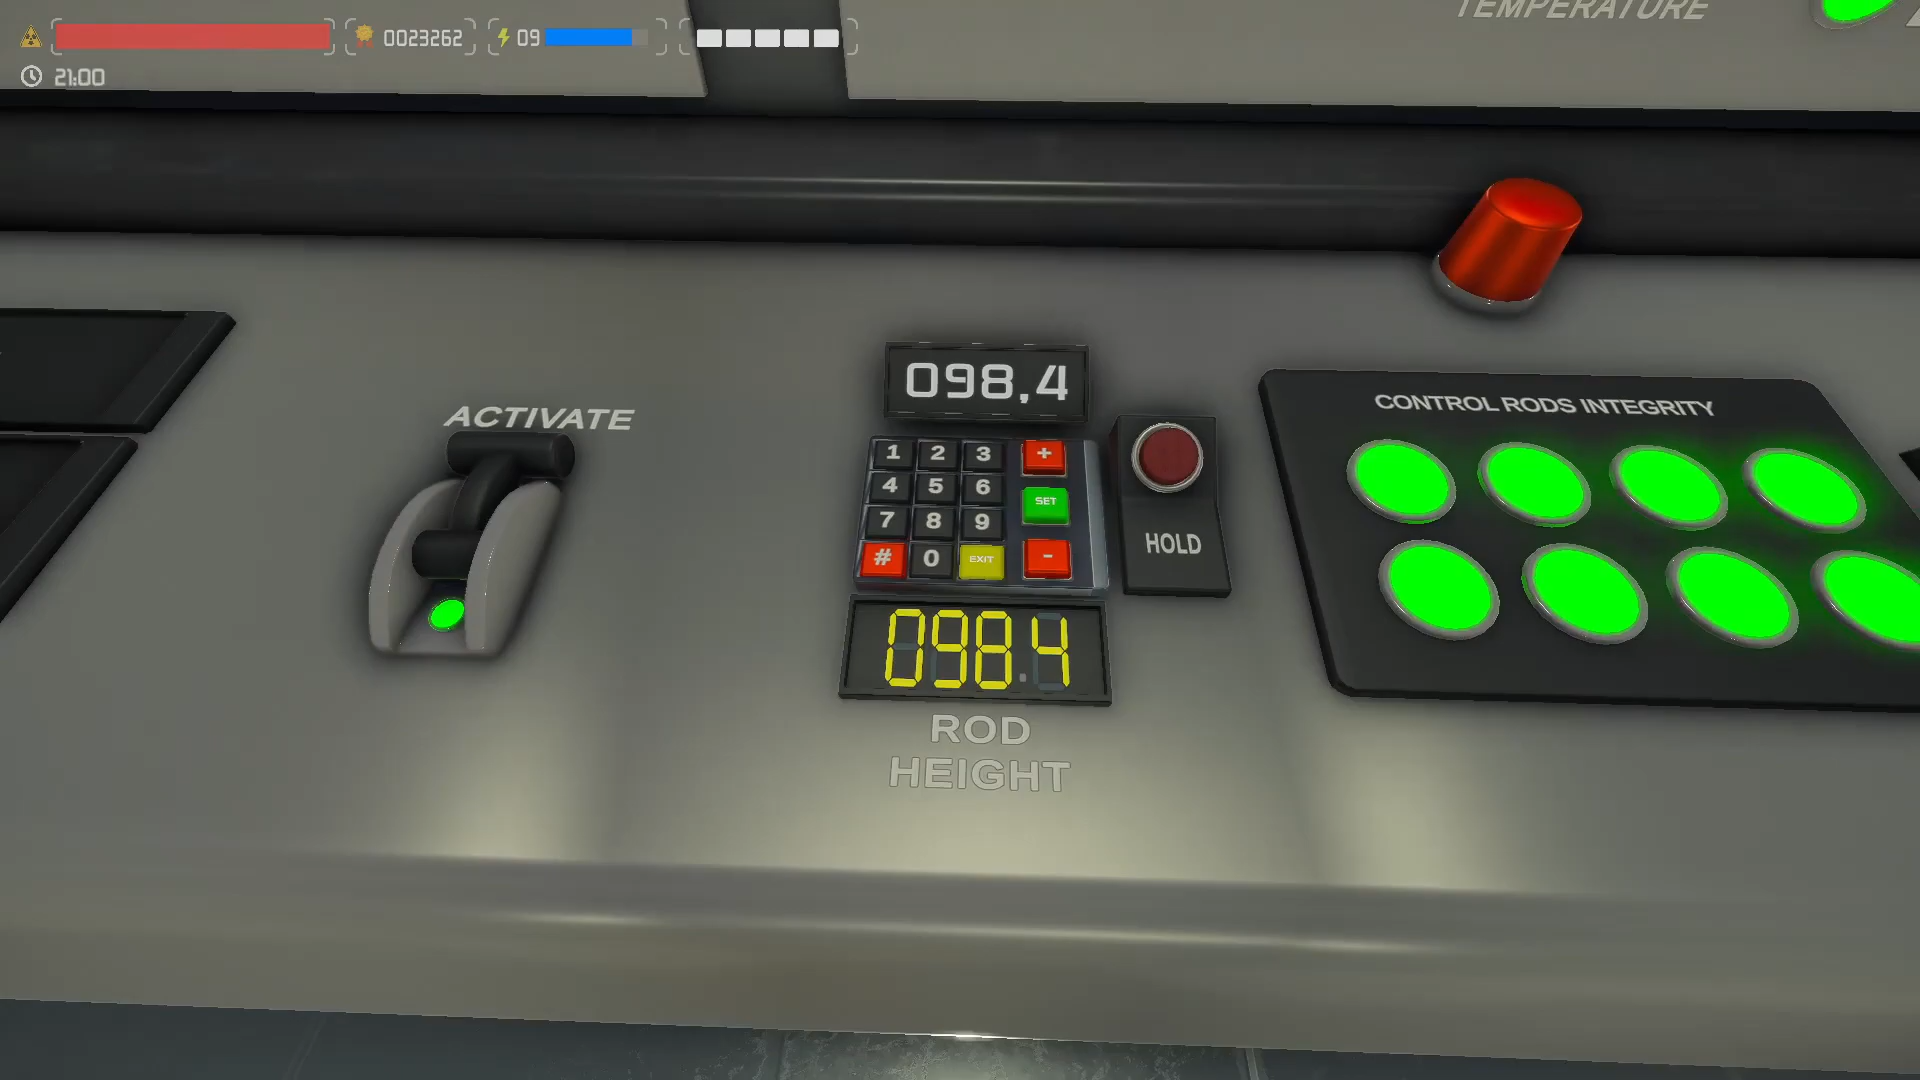 TEMPERATURE
0023262
09
21:00
ACTIVATE
098,4
1 2 3 +
4 5 6 SET
7 8 9
# 0 EXIT -
HOLD
098.4
ROD
HEIGHT
CONTROL RODS INTEGRITY